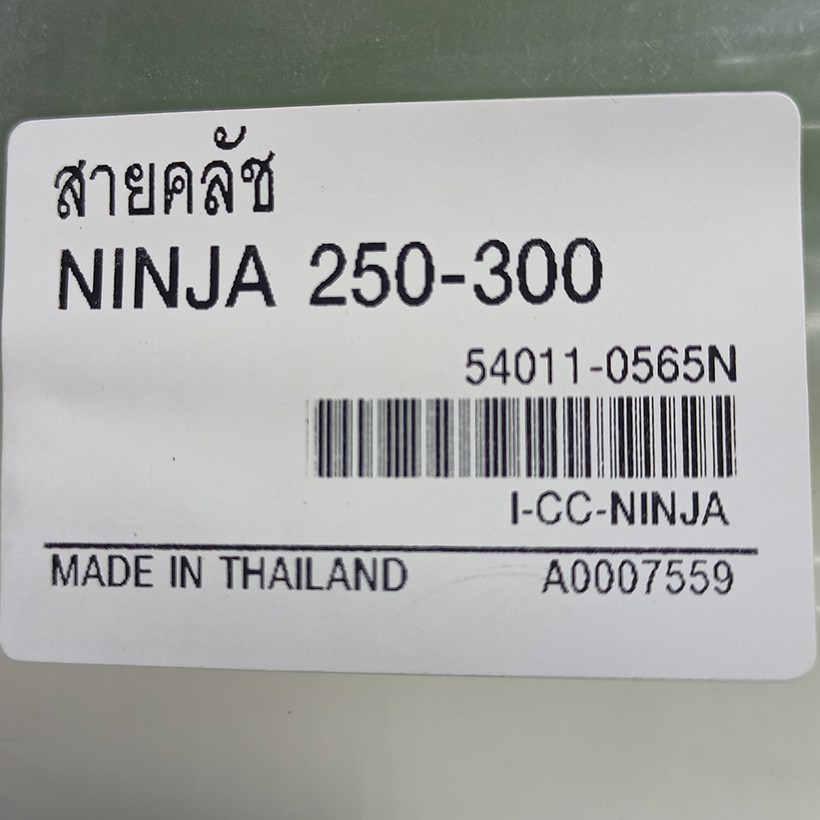 สายคลัช
NINJA 250-300
54011-0565N
I-CC-NINJA
MADE IN THAILAND A0007559